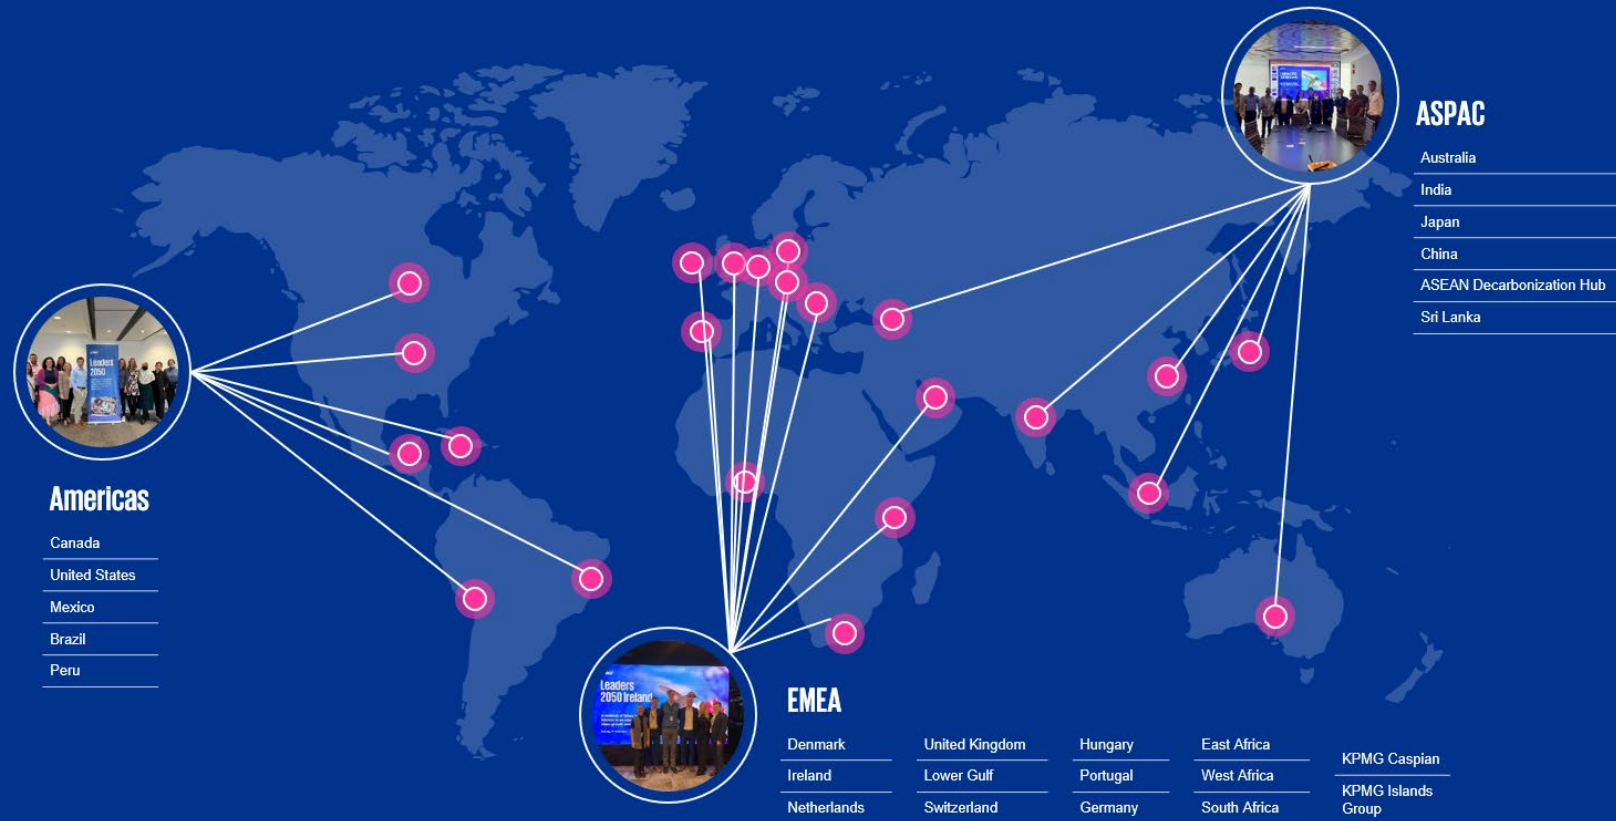 ASPAC
Australia
India
Japan
China
ASEAN Decarbonization Hub
Sri Lanka
Leaders
2050
Americas
Canada
United States
Mexico
Brazil
Peru
Leaders
2050 Ireland
EMEA
Denmark
Ireland
Netherlands
United Kingdom
Lower Gulf
Switzerland
Hungary
Portugal
Germany
East Africa
West Africa
South Africa
KPMG Caspian
KPMG Islands
Group